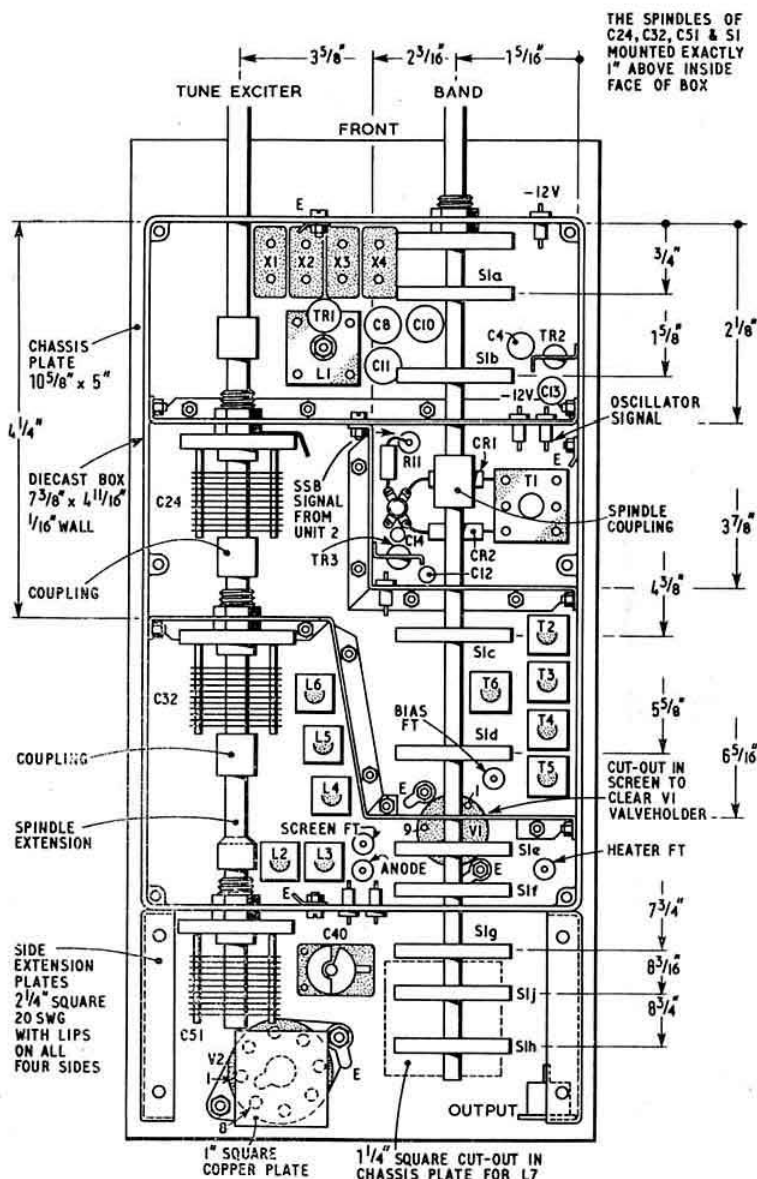 THE SPINDLES OF
C24, C32, C51 & S1
MOUNTED EXACTLY
1" ABOVE INSIDE
FACE OF BOX
3 5/8"
2 3/16"
1 5/16"
TUNE EXCITER
BAND
FRONT
-12V
E
X1
X2
X3
X4
S1a
3/4"
TR1
C8
C10
C4
TR2
1 5/8"
2 1/8"
CHASSIS
PLATE
10 5/8" x 5"
L1
C11
S1b
C13
-12V
OSCILLATOR
SIGNAL
4 1/4"
DIECAST BOX
7 3/8" x 4 11/16"
1/16" WALL
C24
SSB
SIGNAL
FROM
UNIT 2
R11
CR1
E
T1
SPINDLE
COUPLING
C14
TR3
CR2
C12
3 7/8"
COUPLING
4 3/8"
S1c
T2
C32
L6
T6
T3
BIAS
FT
S1d
T4
5 5/8"
L5
COUPLING
T5
6 5/16"
CUT-OUT IN
SCREEN TO
CLEAR V1
VALVEHOLDER
L4
E
1
SPINDLE
EXTENSION
SCREEN FT
9
V1
S1e
L2
L3
ANODE
E
HEATER FT
S1f
E
7 3/4"
SIDE
EXTENSION
PLATES
2 1/4" SQUARE
20 SWG
WITH LIPS
ON ALL
FOUR SIDES
C40
S1g
8 3/16"
S1j
8 3/4"
C51
S1h
V2
1
E
8
OUTPUT
1" SQUARE
COPPER PLATE
1 1/4" SQUARE CUT-OUT IN
CHASSIS PLATE FOR L7